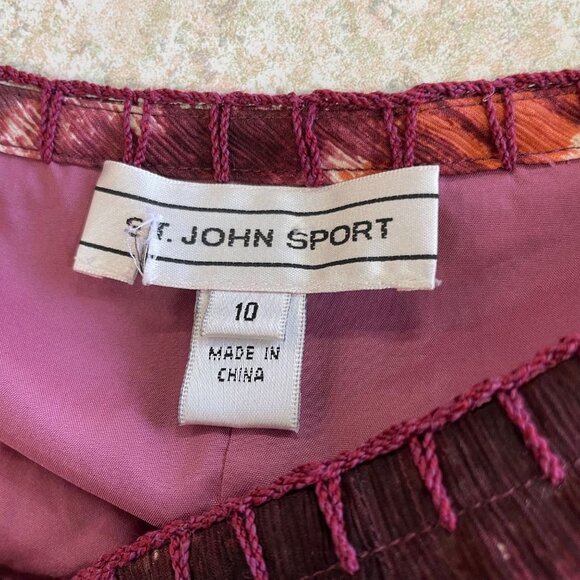 ST. JOHN SPORT
10
MADE IN
CHINA